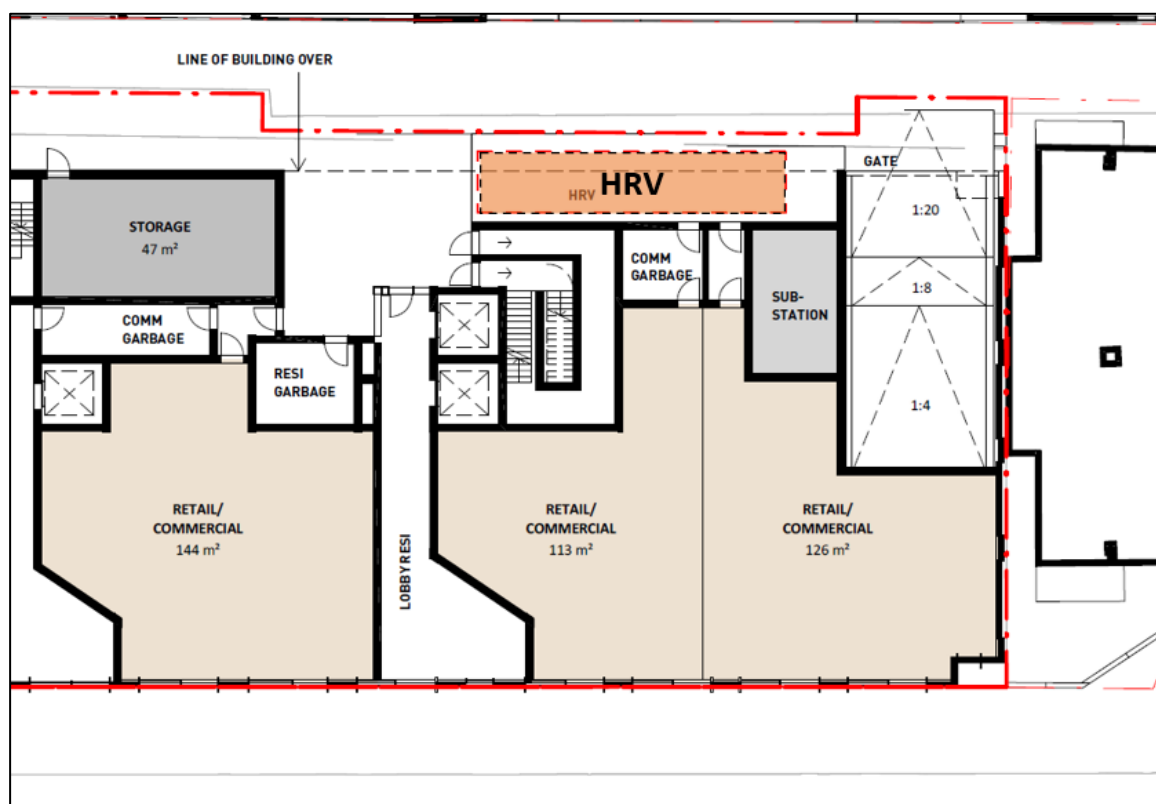 LINE OF BUILDING OVER
HRV
HRV
GATE
STORAGE
47 m²
1:20
COMM
GARBAGE
1:8
SUB-
STATION
COMM
GARBAGE
RESI
GARBAGE
1:4
RETAIL/
COMMERCIAL
144 m²
LOBBY RESI
RETAIL/
COMMERCIAL
113 m²
RETAIL/
COMMERCIAL
126 m²